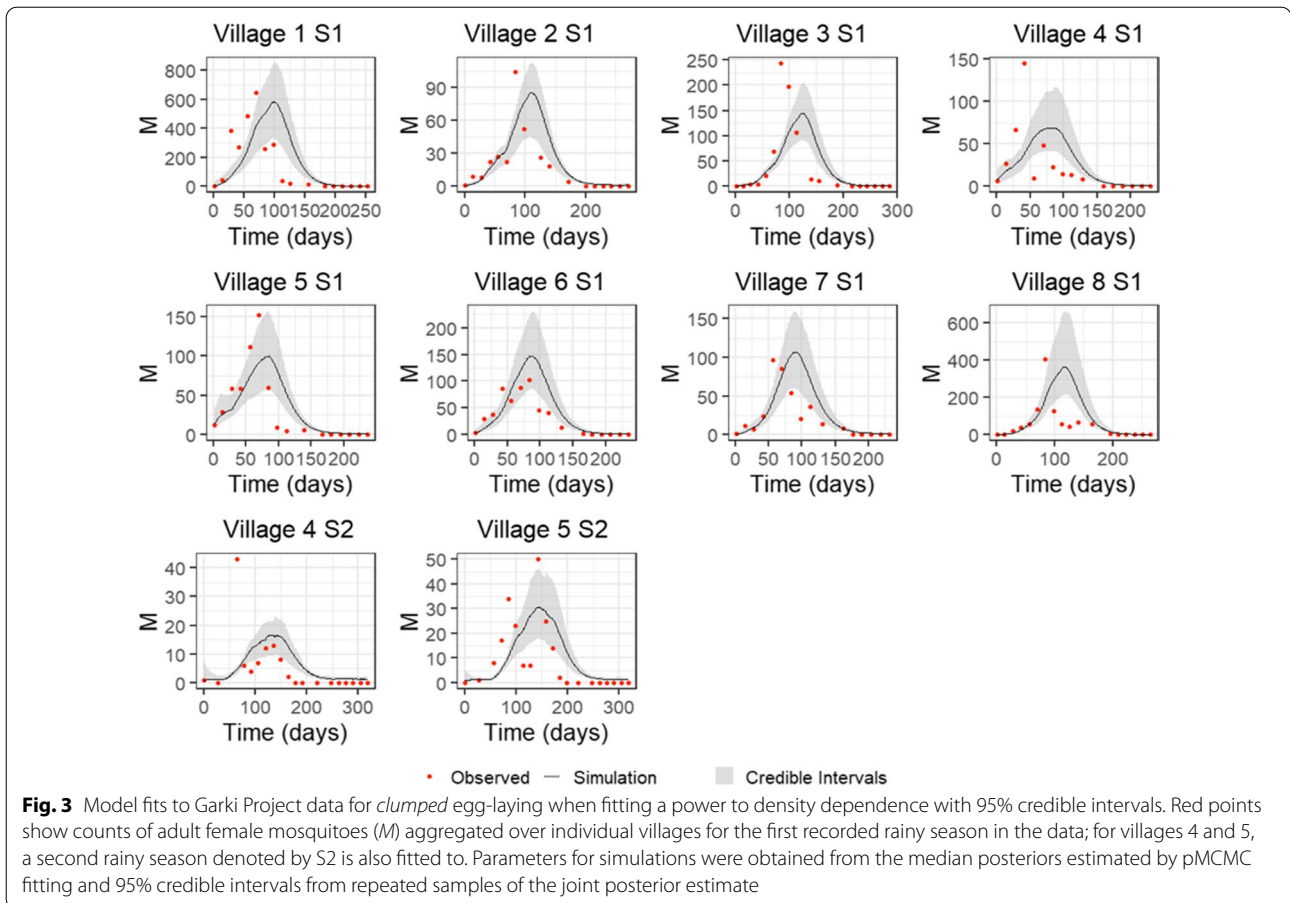 Village 1 S1
Village 2 S1
Village 3 S1
Village 4 S1
800
600
400
200
0
M
0 50 100 150 200 250
Time (days)
90
60
30
0
M
0 100 200
Time (days)
250
200
150
100
50
0
M
0 100 200 300
Time (days)
150
100
50
0
M
0 50 100 150 200
Time (days)
Village 5 S1
Village 6 S1
Village 7 S1
Village 8 S1
150
100
50
0
M
0 50 100 150 200
Time (days)
200
150
100
50
0
M
0 50 100 150 200
Time (days)
150
100
50
0
M
0 50 100 150 200
Time (days)
600
400
200
0
M
0 100 200
Time (days)
Village 4 S2
Village 5 S2
40
30
20
10
0
M
0 100 200 300
Time (days)
50
40
30
20
10
0
M
0 100 200 300
Time (days)
Observed
Simulation
Credible Intervals
Fig. 3 Model fits to Garki Project data for clumped egg-laying when fitting a power to density dependence with 95% credible intervals. Red points
show counts of adult female mosquitoes (M) aggregated over individual villages for the first recorded rainy season in the data; for villages 4 and 5,
a second rainy season denoted by S2 is also fitted to. Parameters for simulations were obtained from the median posteriors estimated by pMCMC
fitting and 95% credible intervals from repeated samples of the joint posterior estimate